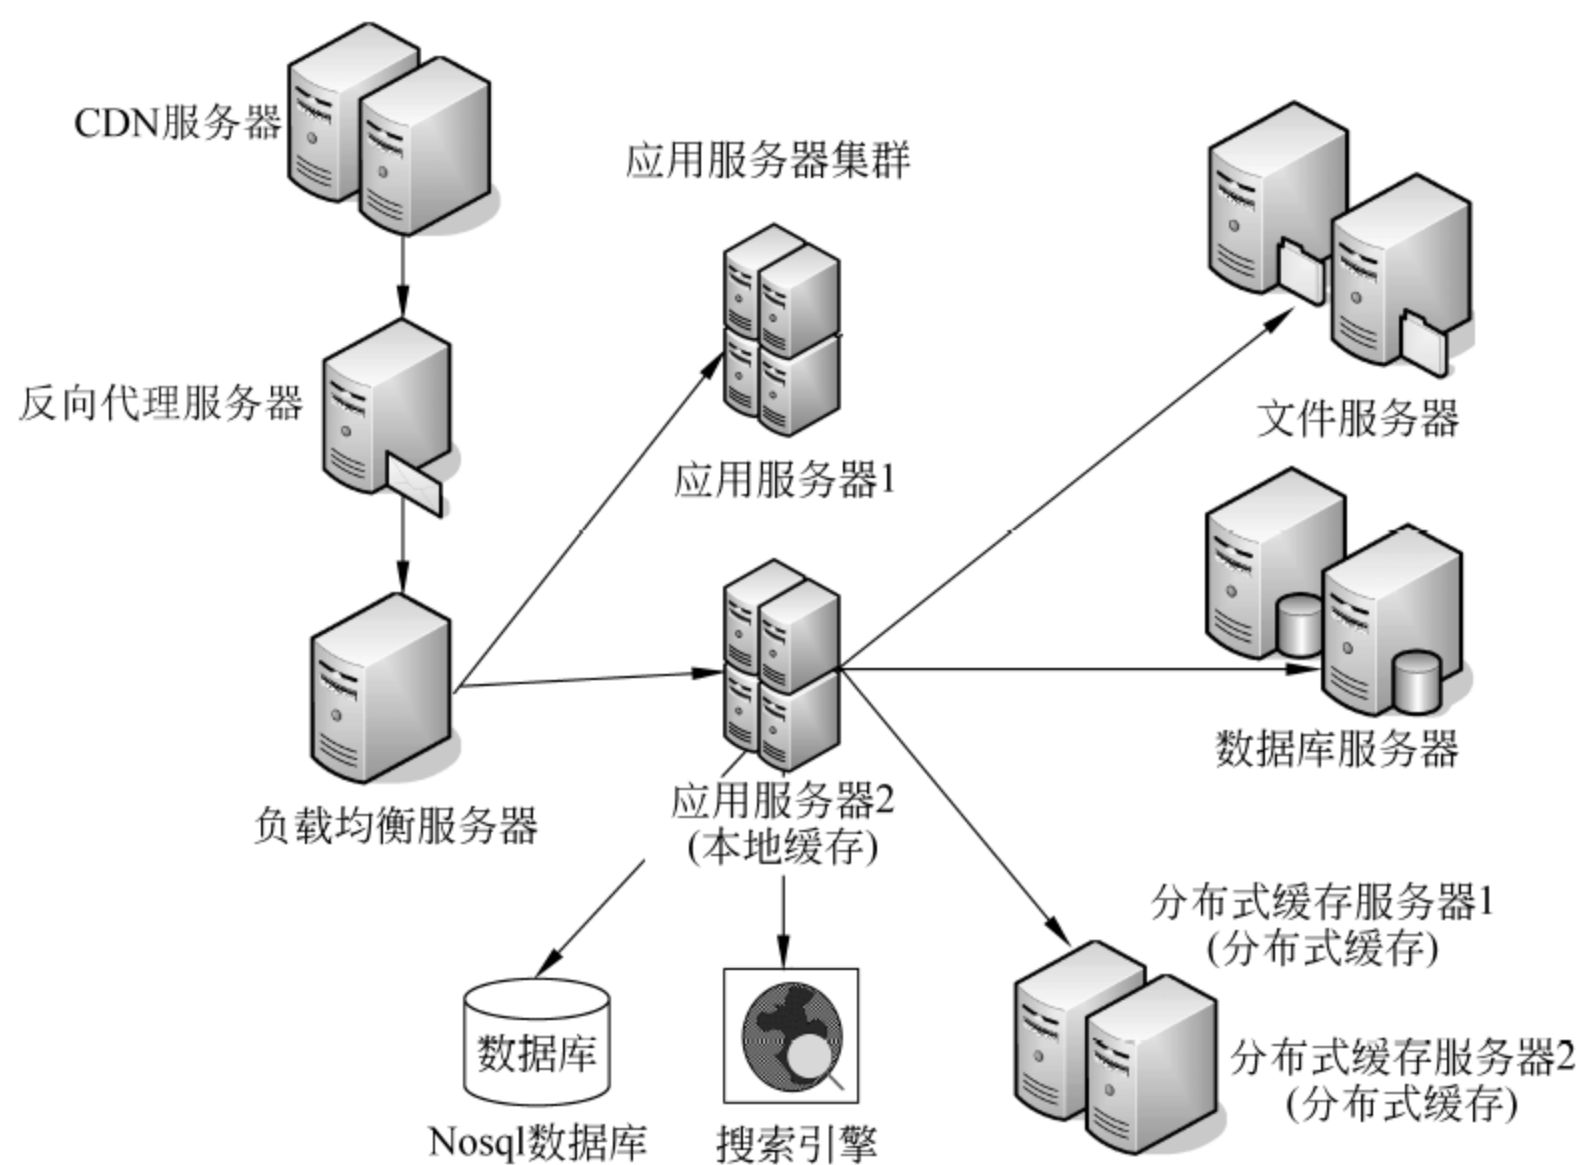 CDN服务器
应用服务器集群
反向代理服务器
文件服务器
应用服务器1
数据库服务器
负载均衡服务器
应用服务器2
(本地缓存)
分布式缓存服务器1
(分布式缓存)
数据库
分布式缓存服务器2
(分布式缓存)
Nosql数据库
搜索引擎